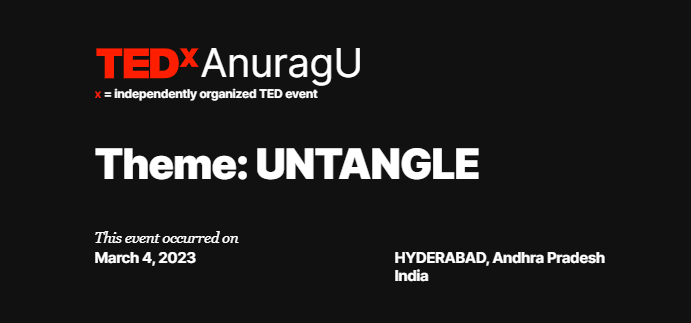 TEDxAnuragU
x = independently organized TED event
Theme: UNTANGLE
This event occurred on
March 4, 2023
HYDERABAD, Andhra Pradesh
India